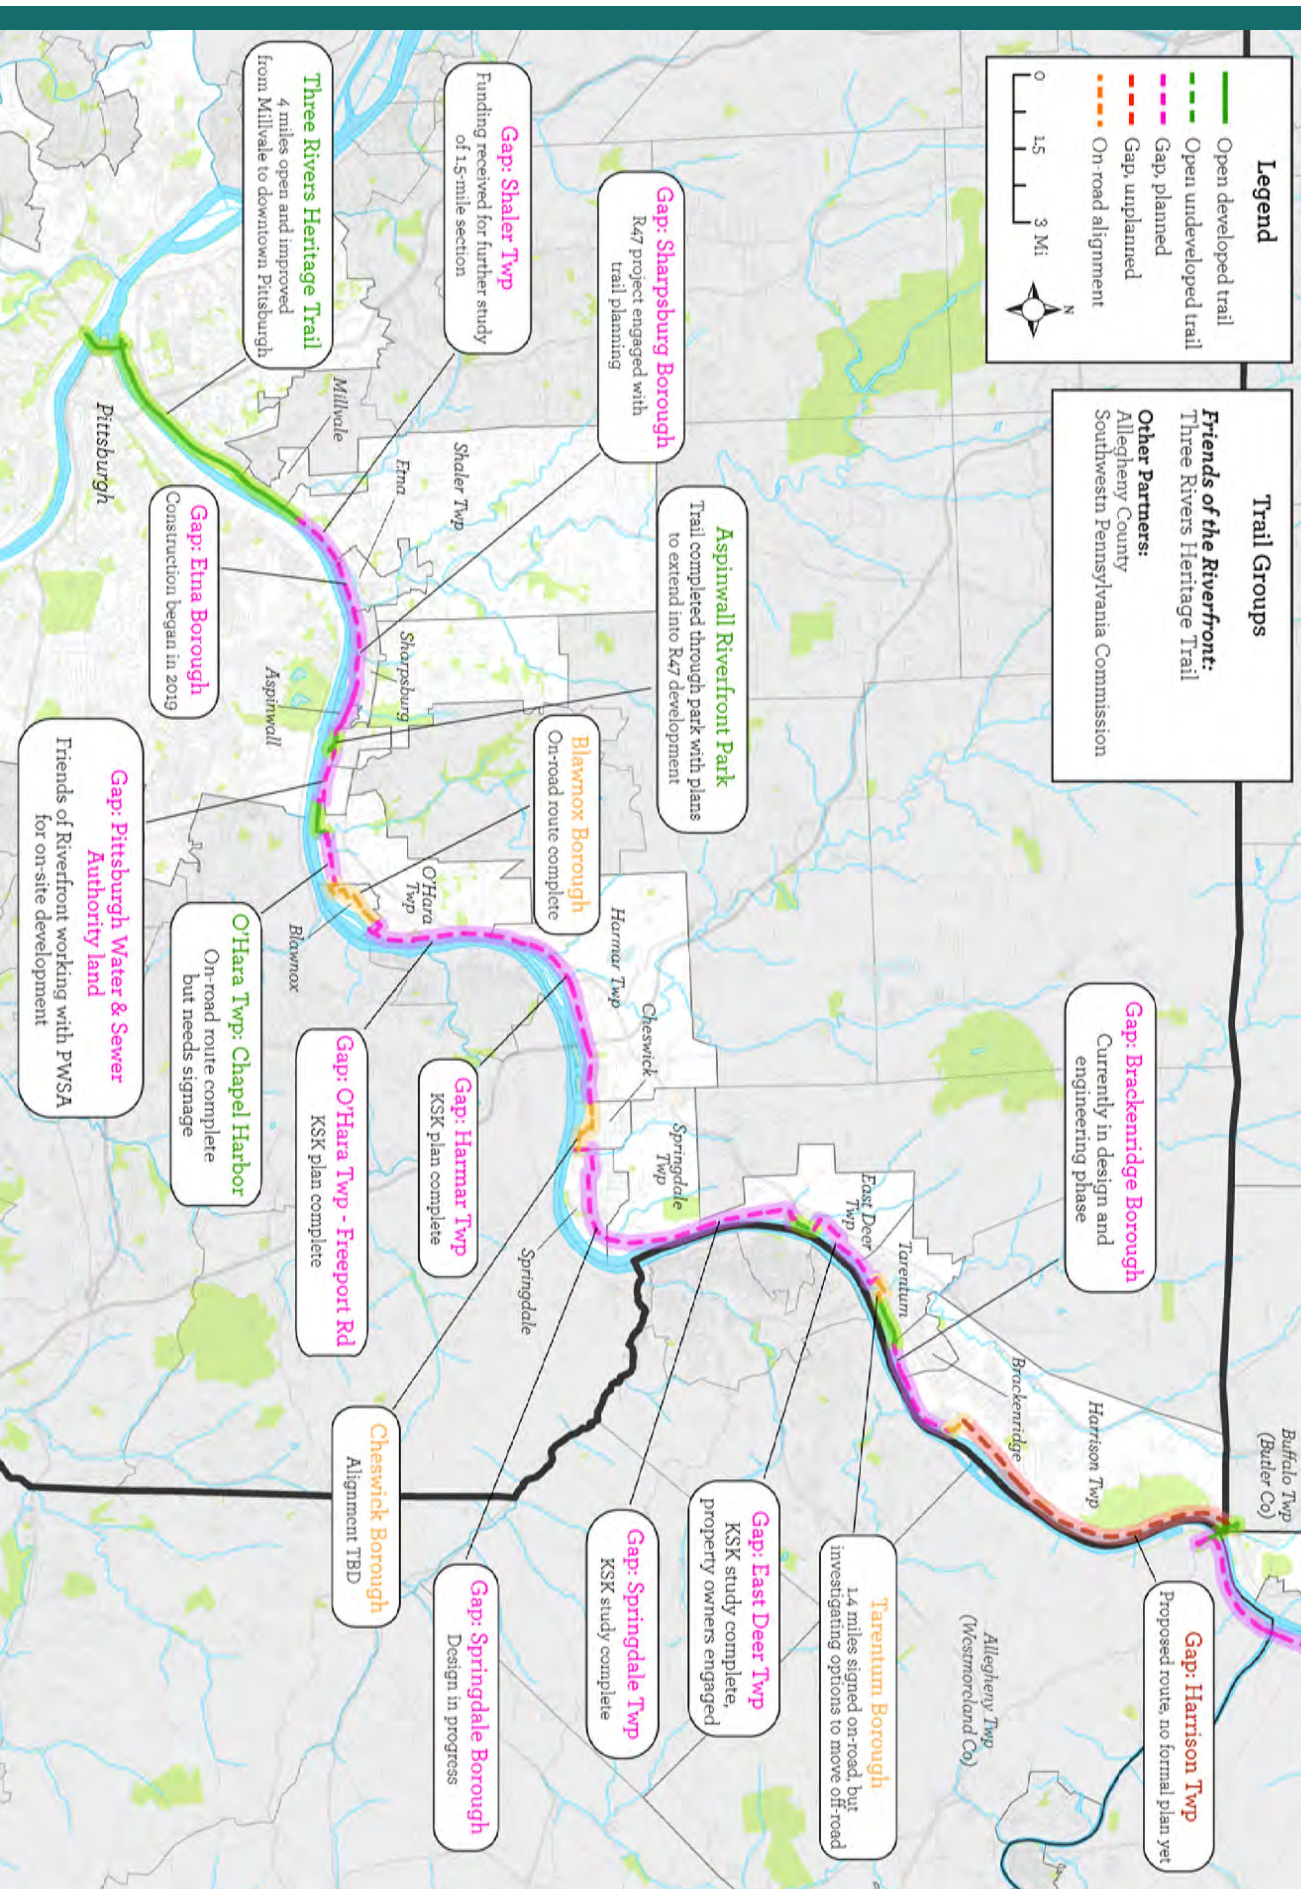 Legend
Open developed trail
Open undeveloped trail
Gap, planned
Gap, unplanned
On-road alignment
0 1.5 3 Mi
N
Trail Groups
Friends of the Riverfront:
Three Rivers Heritage Trail
Other Partners:
Allegheny County
Southwestn Pennsylvania Commission
Buffalo Twp
(Butler Co)
Gap: Harrison Twp
Proposed route, no formal plan yet
Gap: Brackenridge Borough
Currently in design and
engineering phase
Harrison Twp
Brackenridge
Allegheny Twp
(Westmoreland Co)
Tarentum
East Deer
Twp
Tarentum Borough
1.4 miles signed on-road, but
investigating options to move off-road
Aspinwall Riverfront Park
Trail completed through park with plans
to extend into R47 development
Gap: East Deer Twp
KSK study complete,
property owners engaged
Gap: Sharpsburg Borough
R47 project engaged with
trail planning
Springdale
Twp
Cheswick
Harmar Twp
Gap: Springdale Twp
KSK study complete
Blawnox Borough
On-road route complete
Gap: Shaler Twp
Funding received for further study
of 1.5-mile section
Shaler Twp
Springdale
Gap: Springdale Borough
Design in progress
Gap: Harmar Twp
KSK plan complete
O'Hara
Twp
Etna
Sharpsburg
Cheswick Borough
Alignment TBD
Millvale
Gap: O'Hara Twp - Freeport Rd
KSK plan complete
Three Rivers Heritage Trail
4 miles open and improved
from Millvale to downtown Pittsburgh
Blawnox
Aspinwall
O'Hara Twp: Chapel Harbor
On-road route complete
but needs signage
Gap: Etna Borough
Construction began in 2019
Pittsburgh
Gap: Pittsburgh Water & Sewer
Authority land
Friends of Riverfront working with PWSA
for on-site development